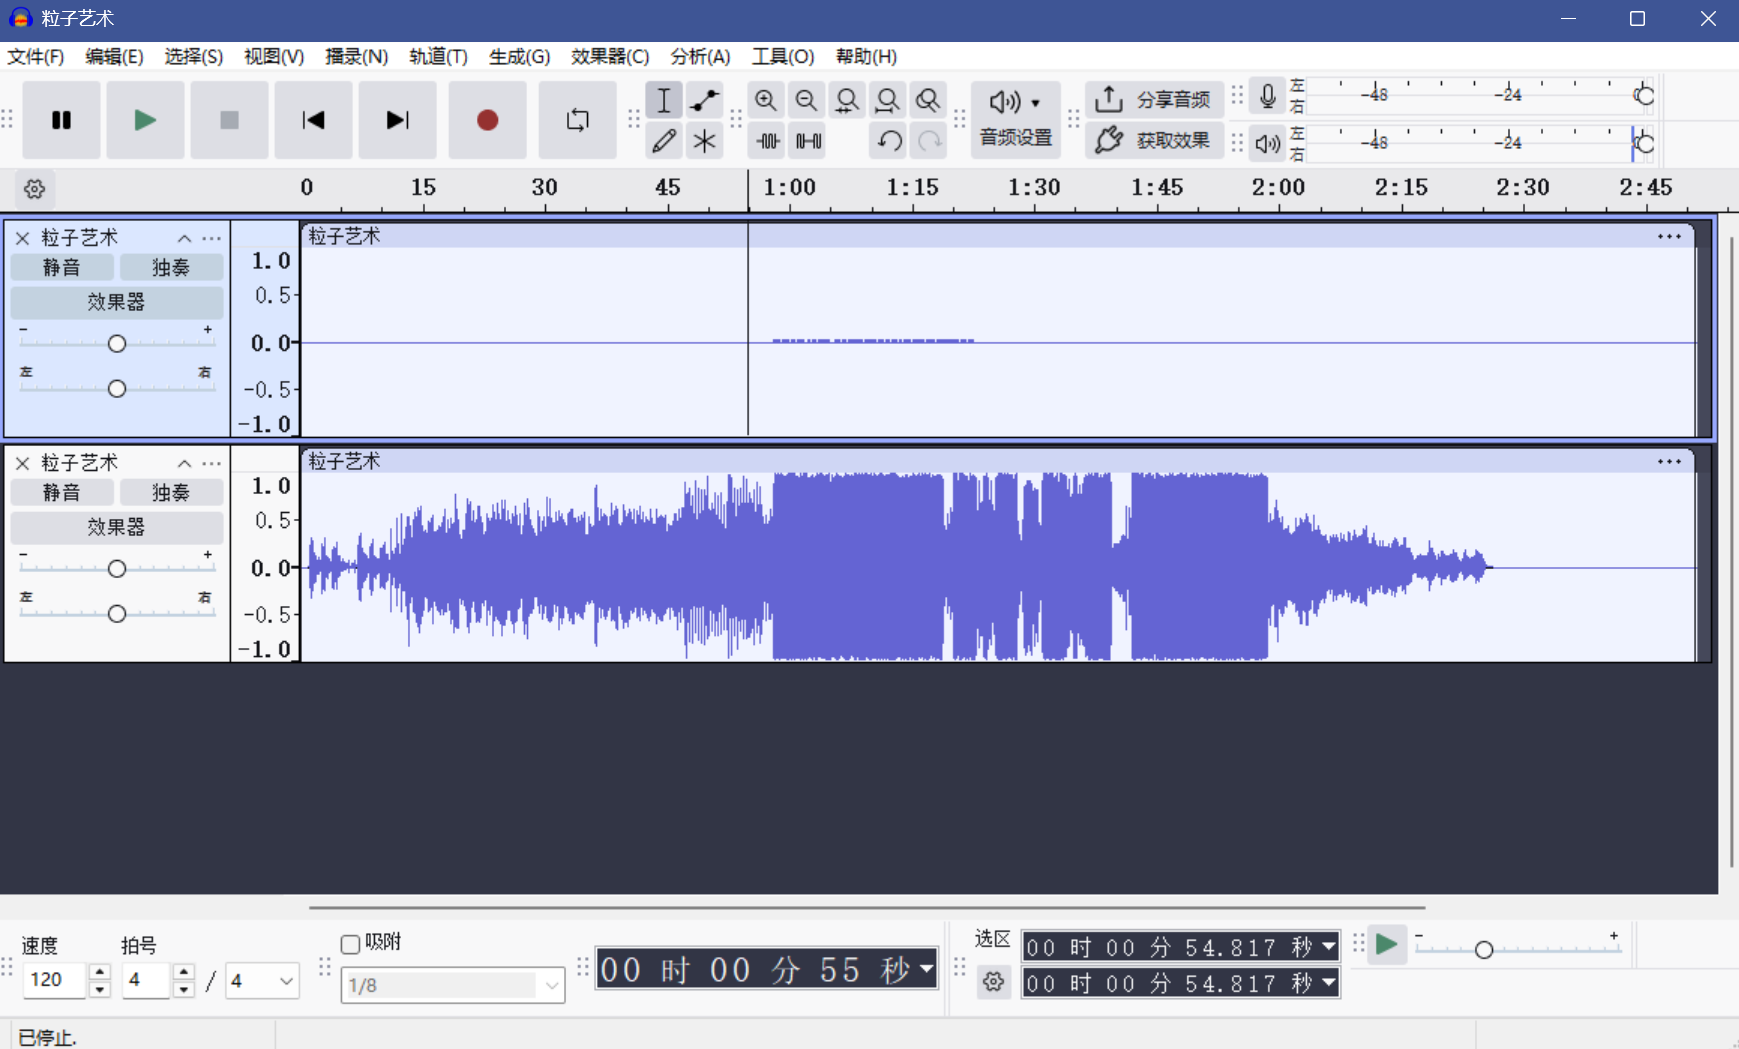 粒子艺术
文件(F) 编辑(E) 选择(S) 视图(V) 播录(N) 轨道(T) 生成(G) 效果器(C) 分析(A) 工具(O) 帮助(H)
音频设置
分享音频
获取效果
左 -48 -24 0
右
左 -48 -24 0
右
0 15 30 45 1:00 1:15 1:30 1:45 2:00 2:15 2:30 2:45
粒子艺术
静音 独奏
效果器
- +
左 右
1.0
0.5
0.0
-0.5
-1.0
粒子艺术
粒子艺术
静音 独奏
效果器
- +
左 右
1.0
0.5
0.0
-0.5
-1.0
粒子艺术
速度 拍号
120 4 / 4
吸附
1/8
00 时 00 分 55 秒
选区
00 时 00 分 54.817 秒
00 时 00 分 54.817 秒
- +
已停止.